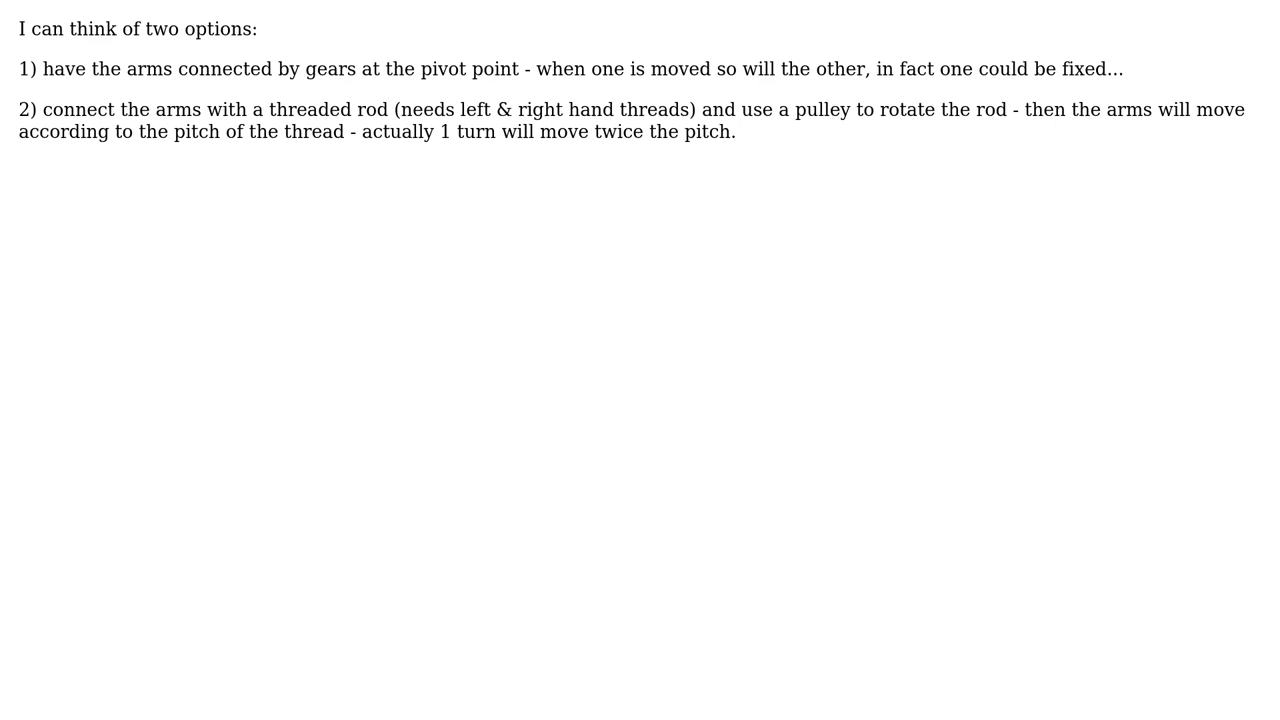 I can think of two options:
1) have the arms connected by gears at the pivot point - when one is moved so will the other, in fact one could be fixed...
2) connect the arms with a threaded rod (needs left & right hand threads) and use a pulley to rotate the rod - then the arms will move
according to the pitch of the thread - actually 1 turn will move twice the pitch.